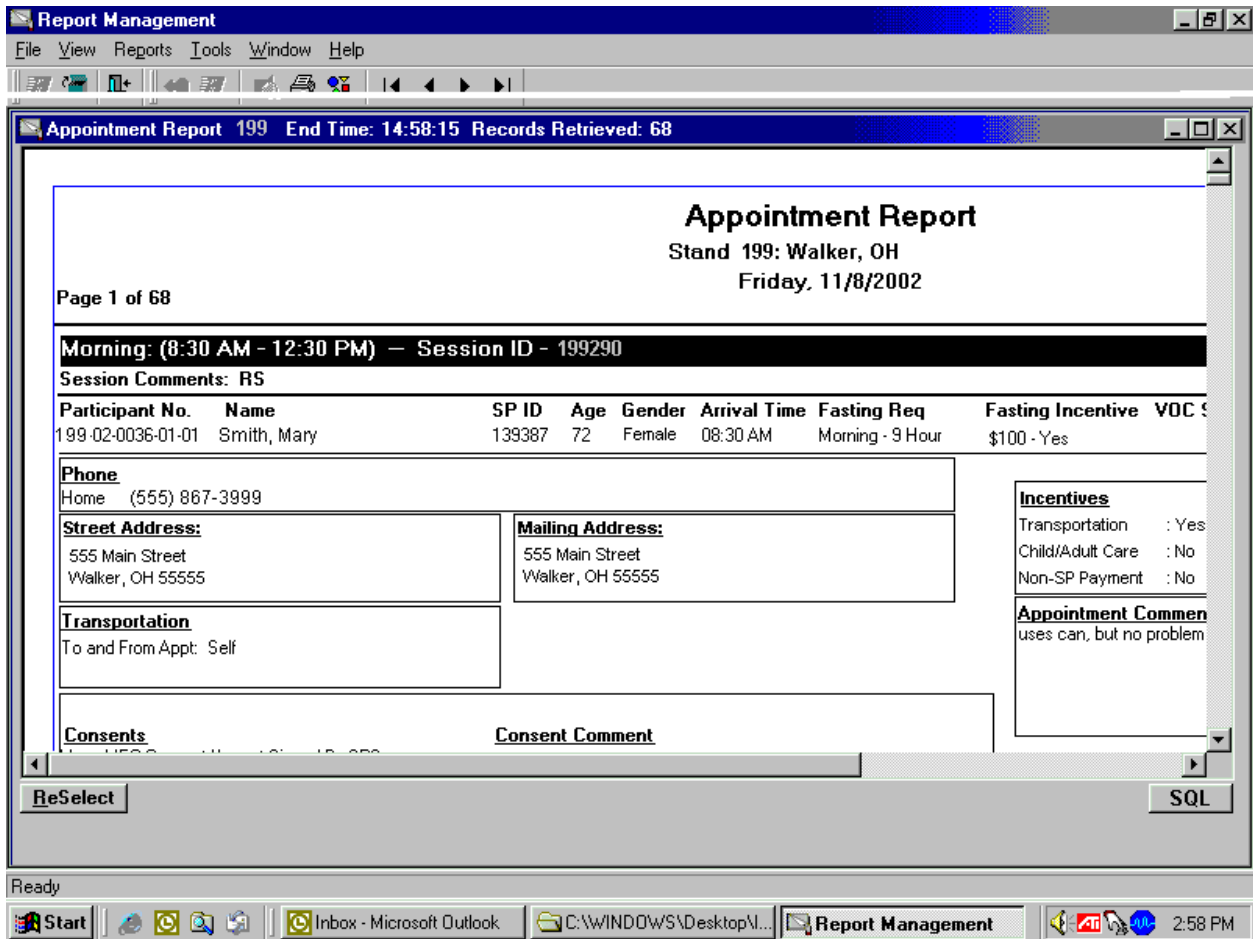 Report Management
File View Reports Tools Window Help
Appointment Report 199 End Time: 14:58:15 Records Retrieved: 68
Appointment Report
Stand 199: Walker, OH
Friday, 11/8/2002
Page 1 of 68
Morning: (8:30 AM - 12:30 PM) — Session ID - 199290
Session Comments: RS
Participant No. Name SP ID Age Gender Arrival Time Fasting Req Fasting Incentive VOC
199-02-0036-01-01 Smith, Mary 139387 72 Female 08:30 AM Morning - 9 Hour $100 - Yes
Phone
Home (555) 867-3999
Street Address:
555 Main Street
Walker, OH 55555
Mailing Address:
555 Main Street
Walker, OH 55555
Incentives
Transportation : Yes
Child/Adult Care : No
Non-SP Payment : No
Transportation
To and From Appt: Self
Appointment Commen
uses can, but no problem
Consents Consent Comment
ReSelect SQL
Ready
Start Inbox - Microsoft Outlook C:\WINDOWS\Desktop\I... Report Management ATI 2:58 PM